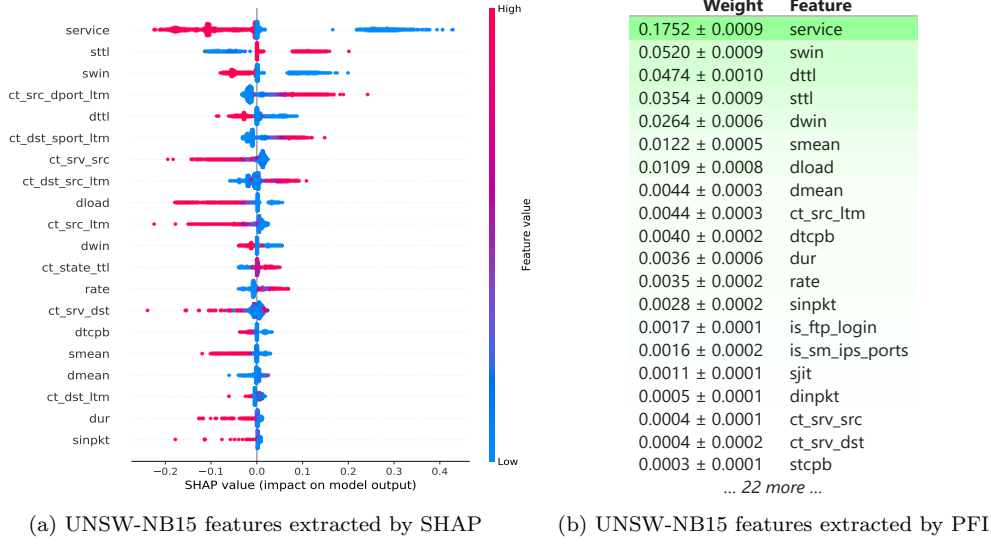 service
sttl
swin
ct_src_dport_ltm
dttl
ct_dst_sport_ltm
ct_srv_src
ct_dst_src_ltm
dload
ct_src_ltm
dwin
ct_state_ttl
rate
ct_srv_dst
dtcpb
smean
dmean
ct_dst_ltm
dur
sinpkt
−0.2 −0.1 0.0 0.1 0.2 0.3 0.4
SHAP value (impact on model output)
High
Feature value
Low
(a) UNSW-NB15 features extracted by SHAP
Weight Feature
0.1752 ± 0.0009 service
0.0520 ± 0.0009 swin
0.0474 ± 0.0010 dttl
0.0354 ± 0.0009 sttl
0.0264 ± 0.0006 dwin
0.0122 ± 0.0005 smean
0.0109 ± 0.0008 dload
0.0044 ± 0.0003 dmean
0.0044 ± 0.0003 ct_src_ltm
0.0040 ± 0.0002 dtcpb
0.0036 ± 0.0006 dur
0.0035 ± 0.0002 rate
0.0028 ± 0.0002 sinpkt
0.0017 ± 0.0001 is_ftp_login
0.0016 ± 0.0002 is_sm_ips_ports
0.0011 ± 0.0001 sjit
0.0005 ± 0.0001 dinpkt
0.0004 ± 0.0001 ct_srv_src
0.0004 ± 0.0002 ct_srv_dst
0.0003 ± 0.0001 stcpb
... 22 more ...
(b) UNSW-NB15 features extracted by PFI